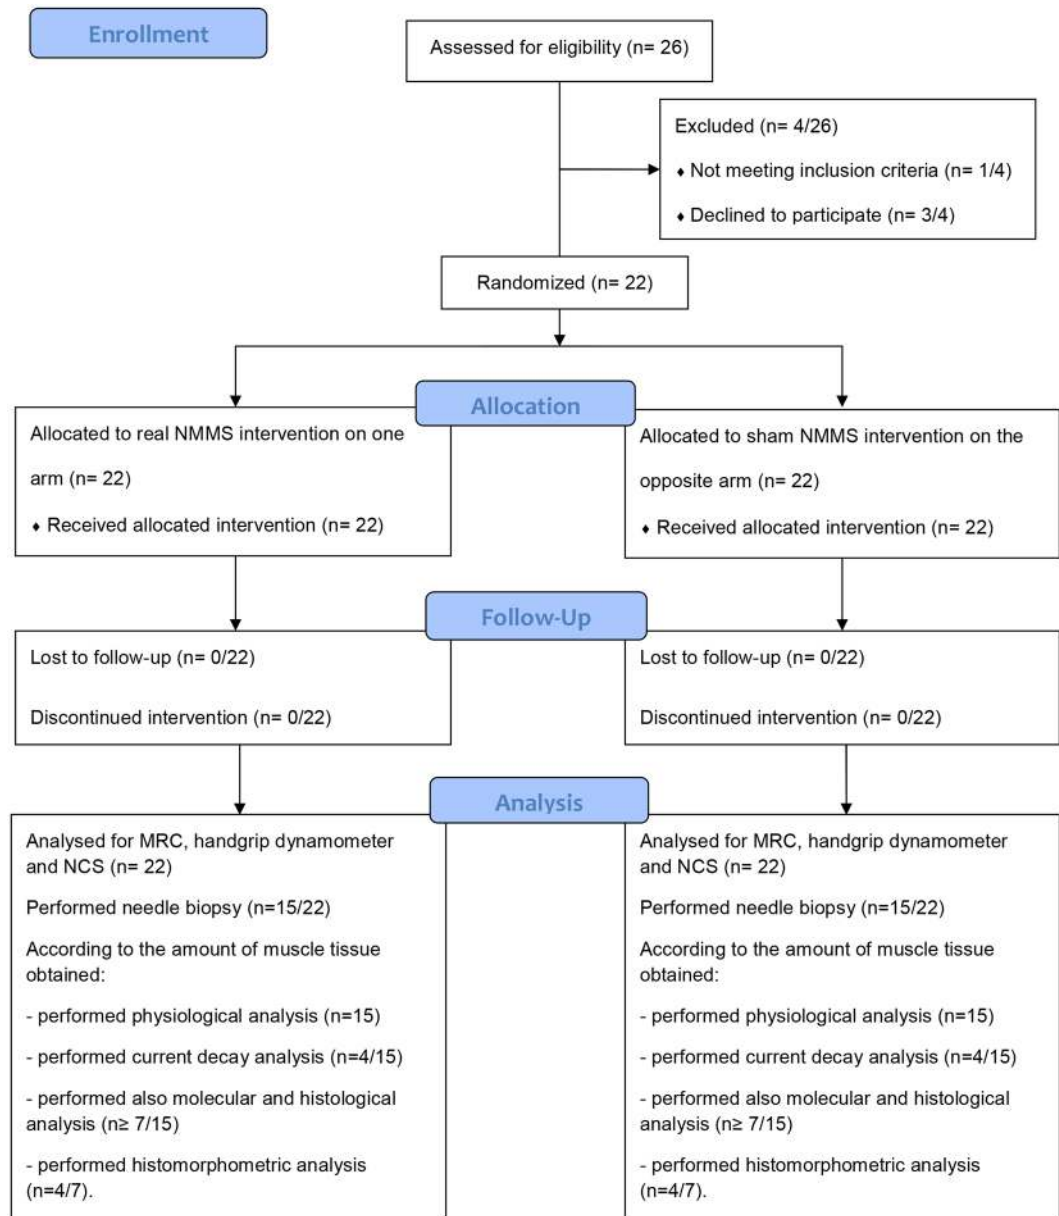 Enrollment
Assessed for eligibility (n= 26)
Excluded (n= 4/26)
♦ Not meeting inclusion criteria (n= 1/4)
♦ Declined to participate (n= 3/4)
Randomized (n= 22)
Allocation
Allocated to real NMMS intervention on one
arm (n= 22)
♦ Received allocated intervention (n= 22)
Allocated to sham NMMS intervention on the
opposite arm (n= 22)
♦ Received allocated intervention (n= 22)
Follow-Up
Lost to follow-up (n= 0/22)
Discontinued intervention (n= 0/22)
Lost to follow-up (n= 0/22)
Discontinued intervention (n= 0/22)
Analysis
Analysed for MRC, handgrip dynamometer
and NCS (n= 22)
Performed needle biopsy (n=15/22)
According to the amount of muscle tissue
obtained:
- performed physiological analysis (n=15)
- performed current decay analysis (n=4/15)
- performed also molecular and histological
analysis (n≥ 7/15)
- performed histomorphometric analysis
(n=4/7).
Analysed for MRC, handgrip dynamometer
and NCS (n= 22)
Performed needle biopsy (n=15/22)
According to the amount of muscle tissue
obtained:
- performed physiological analysis (n=15)
- performed current decay analysis (n=4/15)
- performed also molecular and histological
analysis (n≥ 7/15)
- performed histomorphometric analysis
(n=4/7).